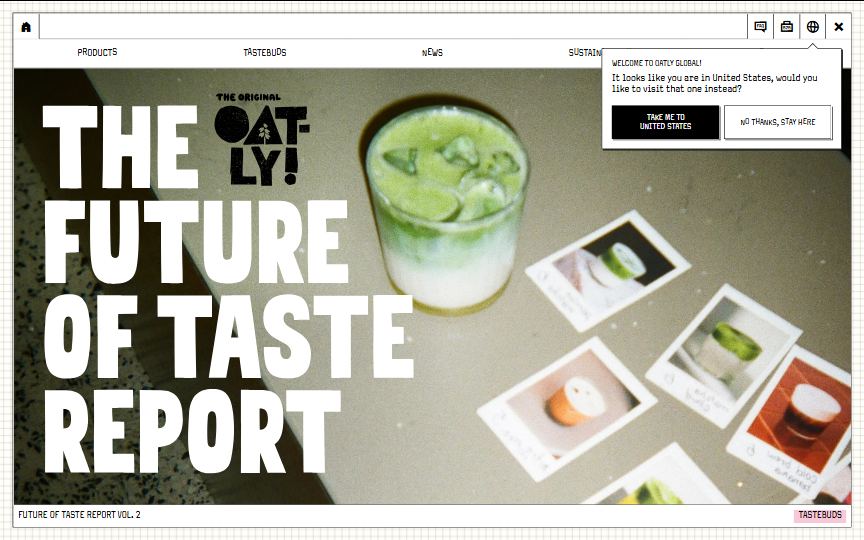 FAQ
PRODUCTS
TASTEBUDS
NEWS
SUSTAIN
WELCOME TO OATLY GLOBAL!
It looks like you are in United States, would you
like to visit that one instead?
TAKE ME TO
UNITED STATES
NO THANKS, STAY HERE
THE ORIGINAL
OAT-
LY!
THE
FUTURE
OF TASTE
REPORT
FUTURE OF TASTE REPORT VOL. 2
TASTEBUDS